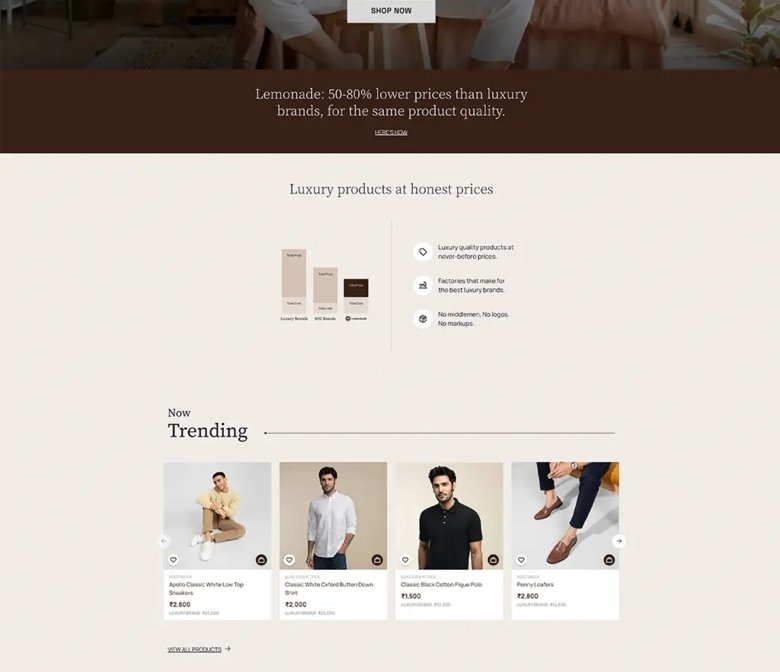 SHOP NOW
Lemonade: 50-80% lower prices than luxury
brands, for the same product quality.
HERE'S HOW
Luxury products at honest prices
Total Price
Total Cost
Luxury Brands
Total Price
Total Cost
D2C Brands
Total Price
Total Cost
Lemonade
Luxury quality products at
never-before prices.
Factories that make for
the best luxury brands.
No middlemen, No logos,
No markups.
Now
Trending
FOOTWEAR
Apollo Classic White Low Top
Sneakers
₹2,800
LUXURY BRAND: ₹25,000
LUXE ESSENTIALS
Classic White Oxford Button Down
Shirt
₹2,000
LUXURY BRAND:
LUXE ESSENTIALS
Classic Black Cotton Pique Polo
₹1,500
LUXURY BRAND: ₹10,000
FOOTWEAR
Penny Loafers
₹2,800
LUXURY BRAND:
VIEW ALL PRODUCTS →